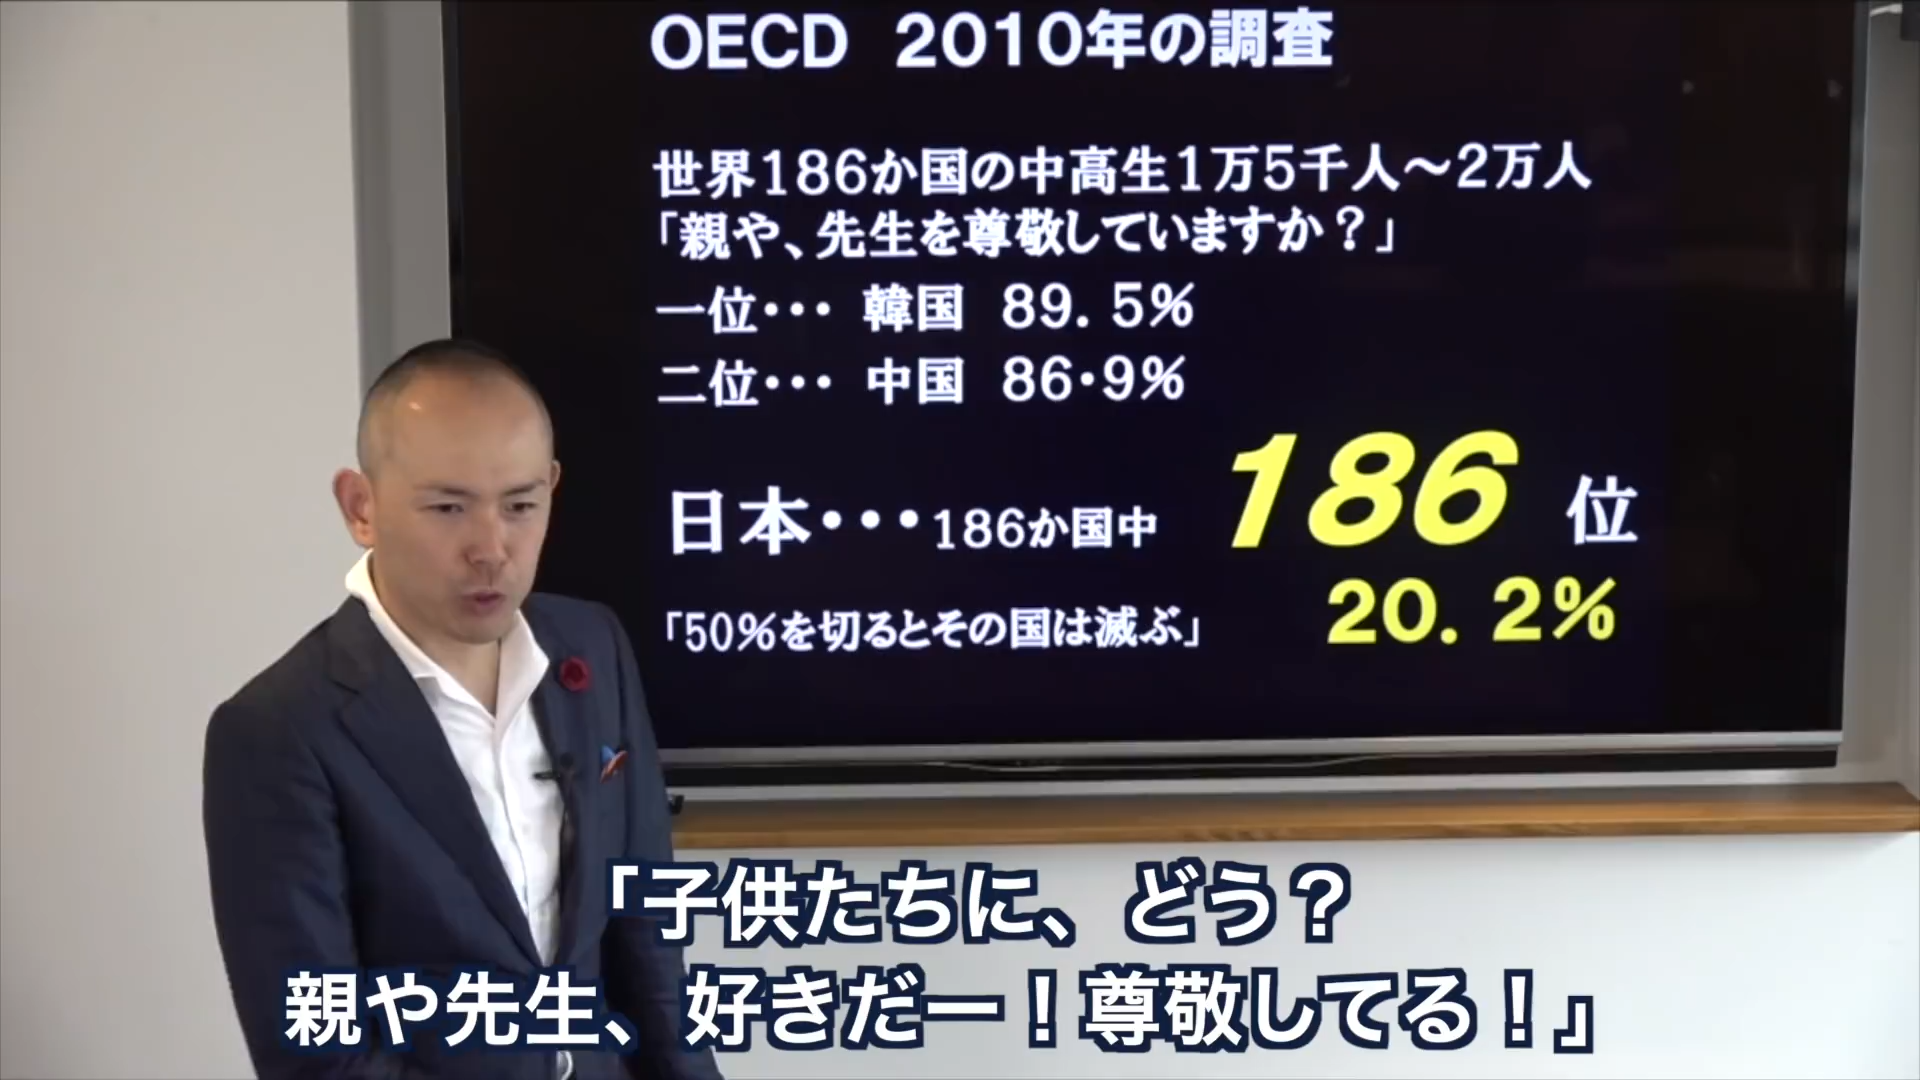 OECD 2010年の調査
世界186か国の中高生1万5千人～2万人
「親や、先生を尊敬していますか？」
一位･･･ 韓国 89．5％
二位･･･ 中国 86･9％
日本･･･186か国中 186 位
「50％を切るとその国は滅ぶ」 20．2％
「子供たちに、どう？
親や先生、好きだー！尊敬してる！」